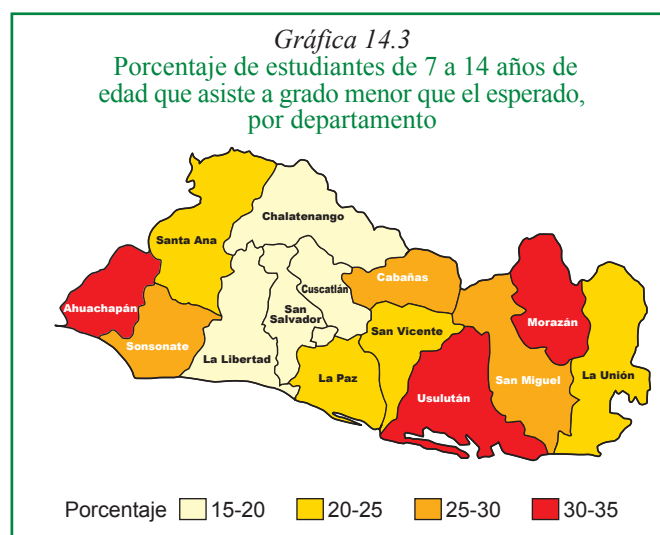 Gráfica 14.3
Porcentaje de estudiantes de 7 a 14 años de
edad que asiste a grado menor que el esperado,
por departamento
Chalatenango
Santa Ana
Cabañas
Cuscatlán
Ahuachapán
San
Salvador
San Vicente
Morazán
Sonsonate
La Libertad
La Paz
Usulután
San Miguel
La Unión
Porcentaje 15-20 20-25 25-30 30-35